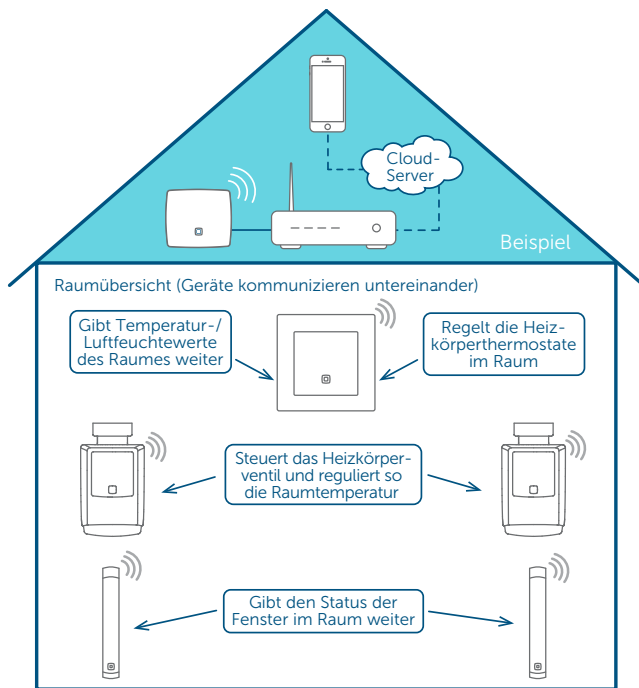 Cloud-
Server
Beispiel
Raumübersicht (Geräte kommunizieren untereinander)
Gibt Temperatur-/
Luftfeuchtewerte
des Raumes weiter
Regelt die Heiz-
körperthermostate
im Raum
Steuert das Heizkörper-
ventil und reguliert so
die Raumtemperatur
Gibt den Status der
Fenster im Raum weiter